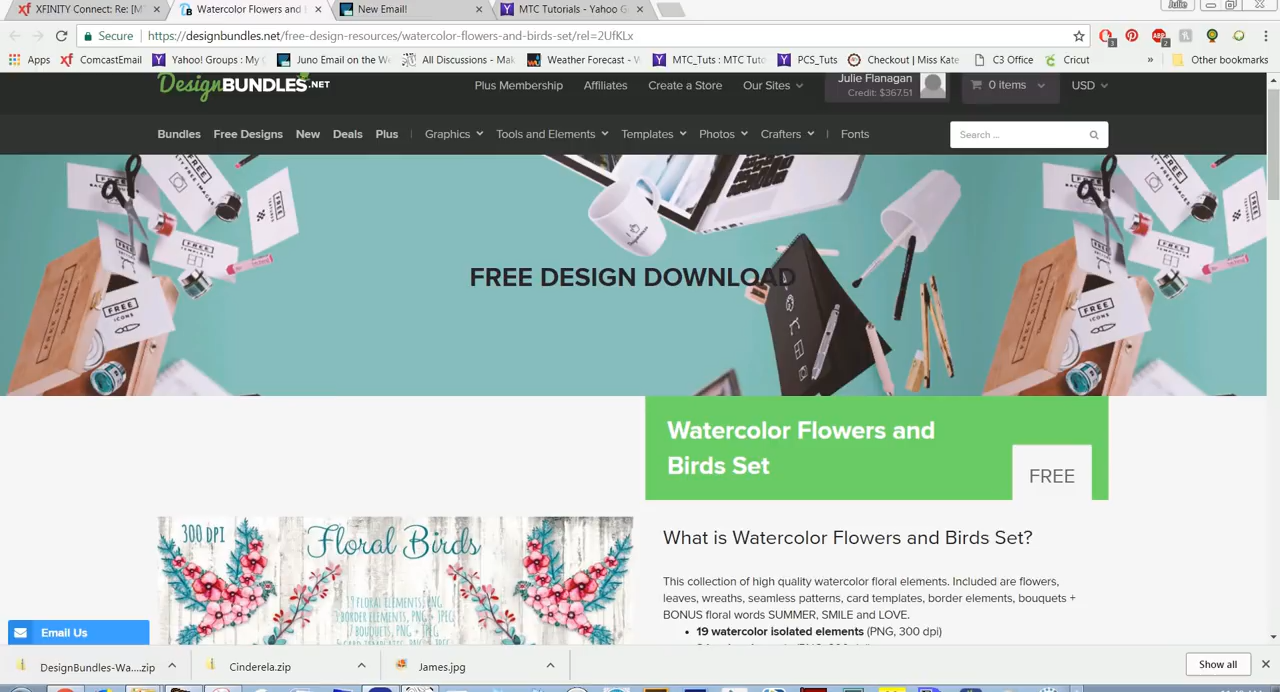 XFINITY Connect: Re: [M
Watercolor Flowers and
New Email!
MTC Tutorials - Yahoo G
Julie
Secure
https://designbundles.net/free-design-resources/watercolor-flowers-and-birds-set/rel=2UfKLx
Apps
ComcastEmail
Yahoo! Groups : My
Juno Email on the W
All Discussions - Mak
Weather Forecast -
MTC_Tuts : MTC Tuto
PCS_Tuts
Checkout | Miss Kate
C3 Office
Cricut
»
Other bookmarks
DesignBUNDLES.NET
Plus Membership
Affiliates
Create a Store
Our Sites
Julie Flanagan
Credit: $367.51
0 items
USD
Bundles
Free Designs
New
Deals
Plus
Graphics
Tools and Elements
Templates
Photos
Crafters
Fonts
Search ...
FREE DESIGN DOWNLOAD
Watercolor Flowers and
Birds Set
FREE
300 DPI
Floral Birds
19 FLORAL ELEMENTS, PNG
What is Watercolor Flowers and Birds Set?
This collection of high quality watercolor floral elements. Included are flowers,
leaves, wreaths, seamless patterns, card templates, border elements, bouquets +
BONUS floral words SUMMER, SMILE and LOVE.
• 19 watercolor isolated elements (PNG, 300 dpi)
Email Us
DesignBundles-Wa....zip
Cinderela.zip
James.jpg
Show all